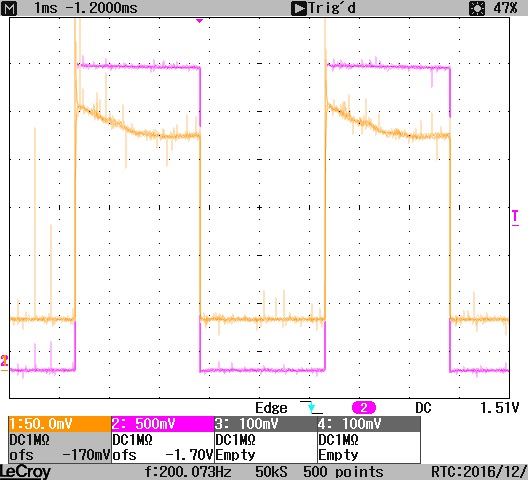 M 1ms -1.2000ms Trig'd 47%
T
2
Edge 2 DC 1.51V
1:50.0mV 2: 500mV 3: 100mV 4: 100mV
DC1MΩ DC1MΩ DC1MΩ DC1MΩ
ofs -170mV ofs -1.70V Empty Empty
LeCroy f:200.073Hz 50kS 500 points RTC:2016/12/